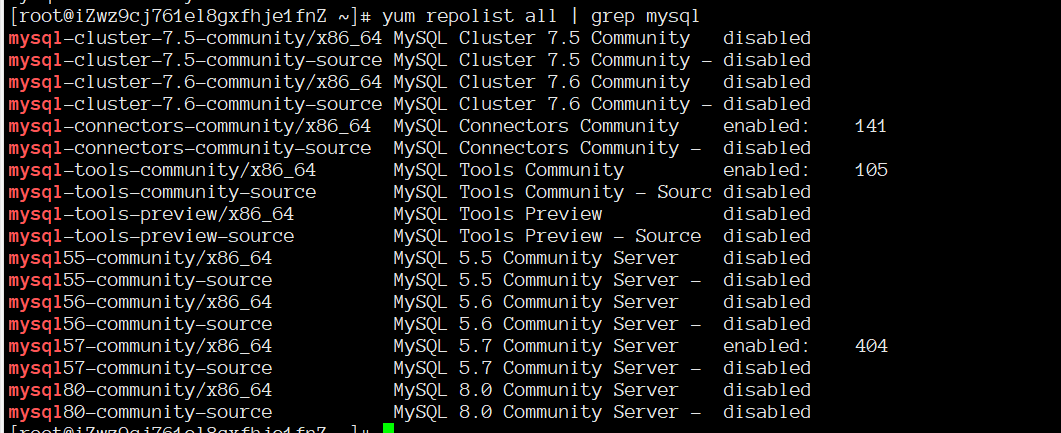 [root@iZwz9cj761el8gxfhje1fnZ ~]# yum repolist all | grep mysql
mysql-cluster-7.5-community/x86_64 MySQL Cluster 7.5 Community disabled
mysql-cluster-7.5-community-source MySQL Cluster 7.5 Community - disabled
mysql-cluster-7.6-community/x86_64 MySQL Cluster 7.6 Community disabled
mysql-cluster-7.6-community-source MySQL Cluster 7.6 Community - disabled
mysql-connectors-community/x86_64 MySQL Connectors Community enabled: 141
mysql-connectors-community-source MySQL Connectors Community - disabled
mysql-tools-community/x86_64 MySQL Tools Community enabled: 105
mysql-tools-community-source MySQL Tools Community - Sourc disabled
mysql-tools-preview/x86_64 MySQL Tools Preview disabled
mysql-tools-preview-source MySQL Tools Preview - Source disabled
mysql55-community/x86_64 MySQL 5.5 Community Server disabled
mysql55-community-source MySQL 5.5 Community Server - disabled
mysql56-community/x86_64 MySQL 5.6 Community Server disabled
mysql56-community-source MySQL 5.6 Community Server - disabled
mysql57-community/x86_64 MySQL 5.7 Community Server enabled: 404
mysql57-community-source MySQL 5.7 Community Server - disabled
mysql80-community/x86_64 MySQL 8.0 Community Server disabled
mysql80-community-source MySQL 8.0 Community Server - disabled
[root@iZwz9cj761el8gxfhje1fnZ ~]#